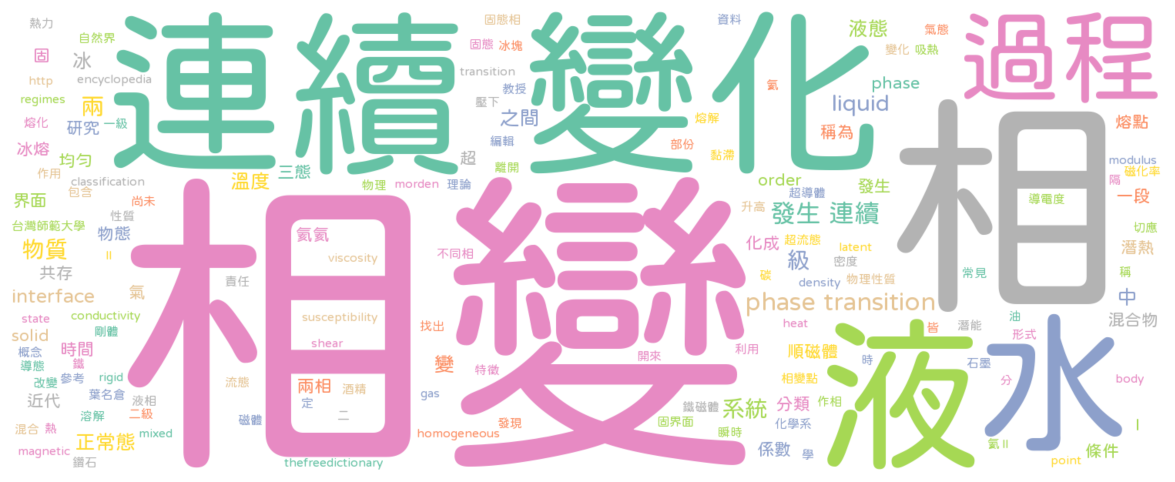 連續變化
過程
相變
相
液
水
熱力
自然界
固
冰
http
encyclopedia
regimes
兩
熔化
研究
一級
冰熔
均勻
作用
classification
包含
界面
尚未
性質
台灣師範大學
物態
物質
II
共存
氣
interface
state
conductivity
solid
剛體
概念
時間
導態
鐵
改變
參考
rigid
近代
葉名倉
液相
溶解
二級
混合
熱
正常態
mixed
magnetic
鑽石
溫度
三態
氦氦
viscosity
責任
susceptibility
shear
兩相
酒精
流態
定
二
磁體
thefreedictionary
物理
morden
理論
固態相
固態
冰塊
transition
教授
壓下
之間
編輯
超
離開
不同相
找出
變
特徵
gas
發現
homogeneous
開來
資料
液態
氣態
變化
吸熱
氦
phase
liquid
熔解
稱為
部份
黏滯
order
超導體
發生
升高
發生 連續
化成
超流態
latent
級
密度
碳
density
物理性質
phase transition
heat
利用
順磁體
相變點
鐵磁體
系統
固界面
瞬時
分類
作相
化學系
係數
學
皆
潛能
時
常見
石墨
油
形式
分
氦II
point
條件
I
body
熔點
modulus
磁化率
隔
導電度
一段
切應
潛熱
稱
中
混合物